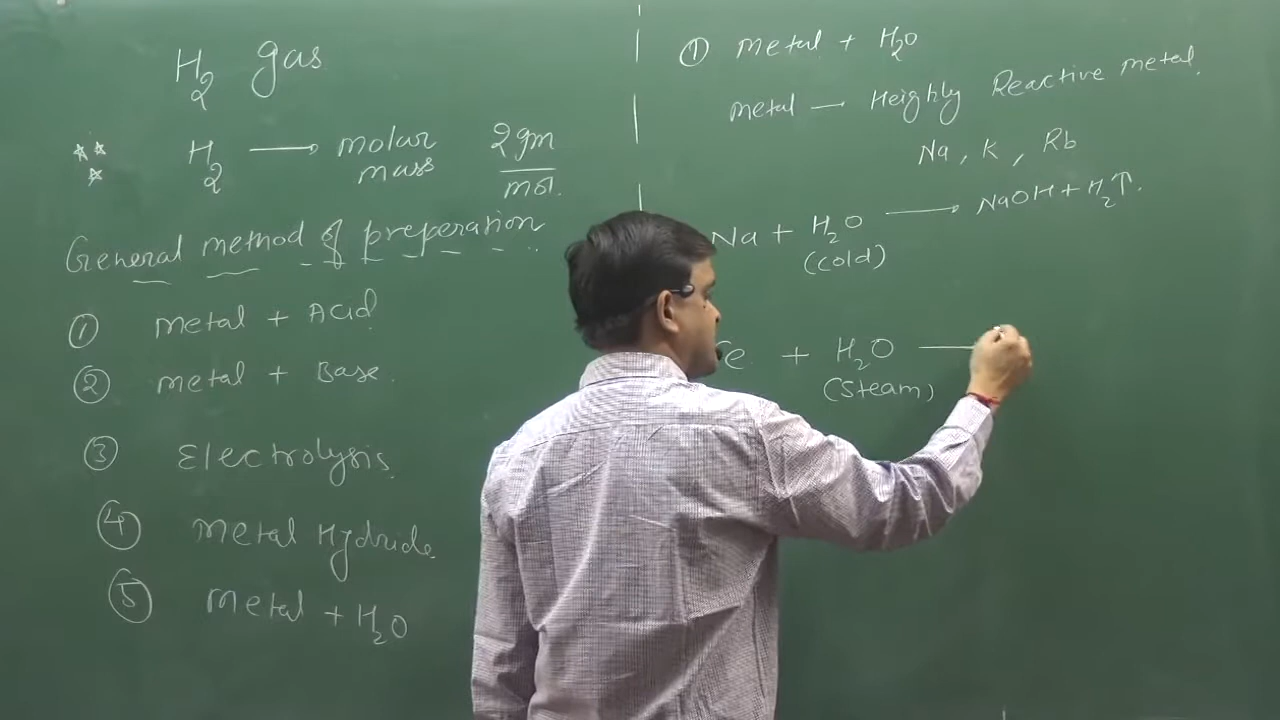 H2 gas
H2 → molar mass 2gm/mol.
General method of preperation
① Metal + Acid
② Metal + Base.
③ Electrolysis
④ Metal Hydride
⑤ Metal + H2O
① Metal + H2O
Metal — Heighly Reactive metal.
Na, K, Rb
Na + H2O → NaOH + H2↑.
(cold)
e + H2O —
(Steam)